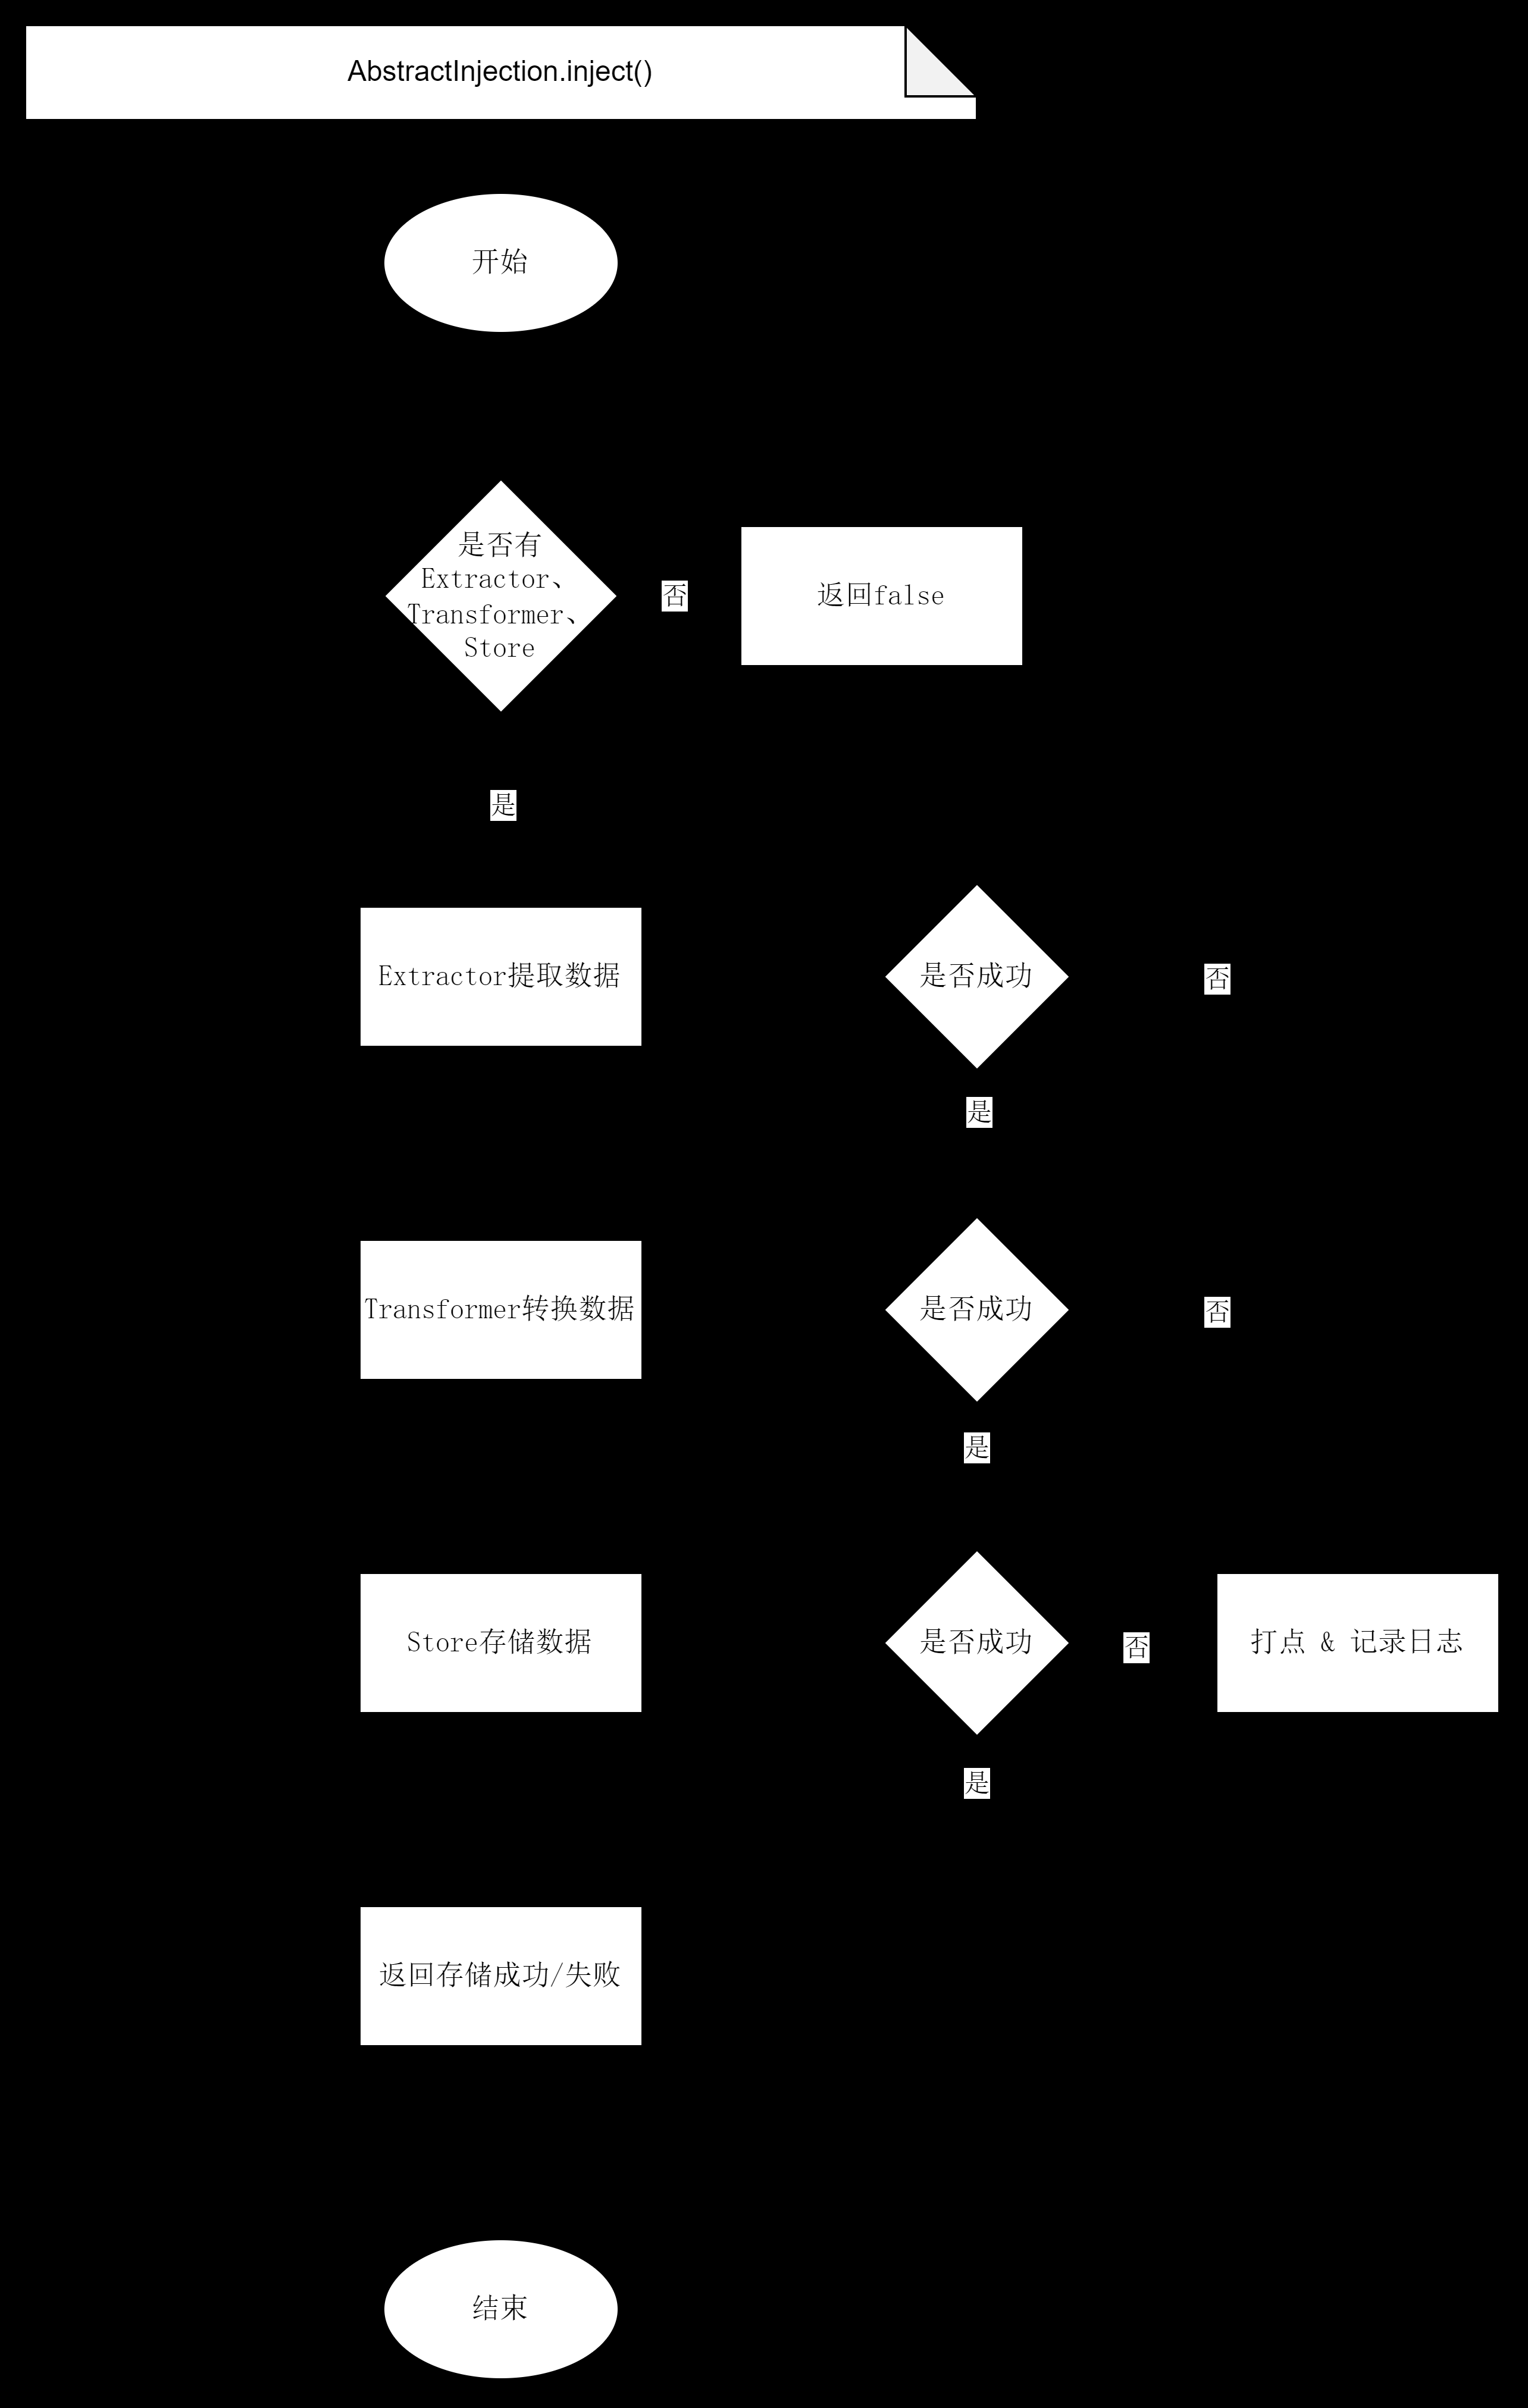 AbstractInjection.inject()
开始
是否有
Extractor、
Transformer、
Store
否
返回false
是
Extractor提取数据
是否成功
否
是
Transformer转换数据
是否成功
否
是
Store存储数据
是否成功
否
打点 & 记录日志
是
返回存储成功/失败
结束